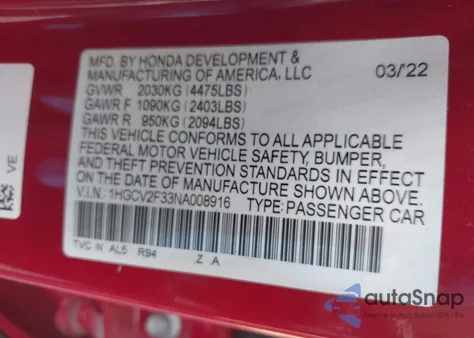 MFD. BY HONDA DEVELOPMENT & 
MANUFACTURING OF AMERICA, LLC 03/22
GVWR 2030KG (4475LBS)
GAWR F 1090KG (2403LBS)
GAWR R 950KG (2094LBS)
THIS VEHICLE CONFORMS TO ALL APPLICABLE
FEDERAL MOTOR VEHICLE SAFETY, BUMPER,
AND THEFT PREVENTION STANDARDS IN EFFECT
ON THE DATE OF MANUFACTURE SHOWN ABOVE.
V.I.N.: 1HGCV2F33NA008916 TYPE:PASSENGER CAR
TVC IN AL5 R94 Z A
VE
autoSnap